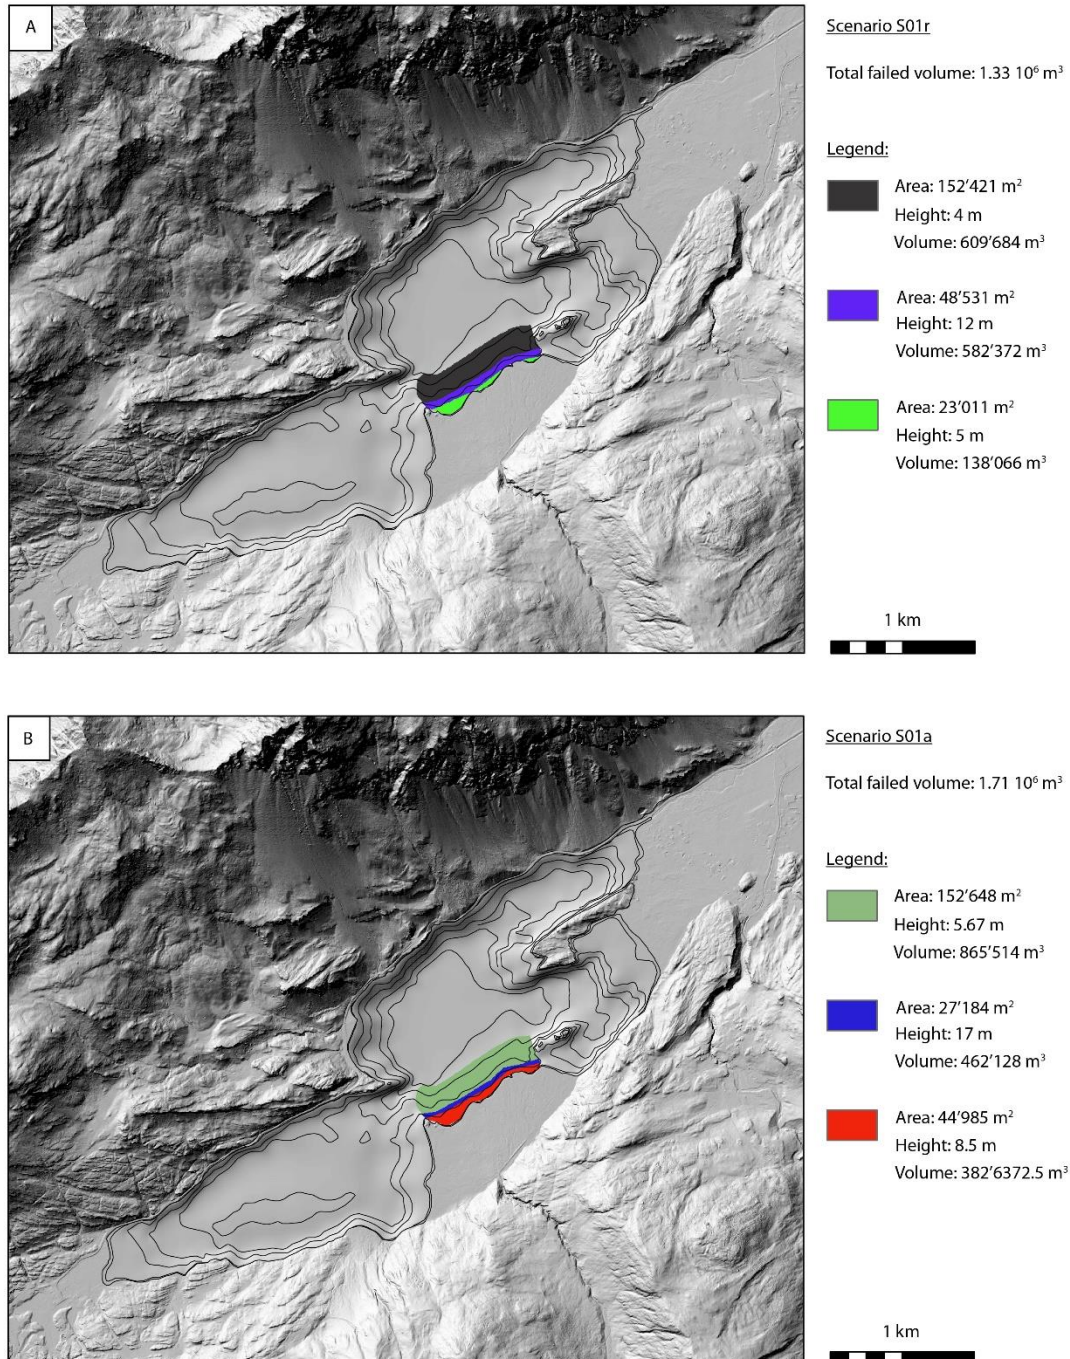 A
Scenario S01r
Total failed volume: 1.33 10⁶ m³
Legend:
Area: 152'421 m²
Height: 4 m
Volume: 609'684 m³
Area: 48'531 m²
Height: 12 m
Volume: 582'372 m³
Area: 23'011 m²
Height: 5 m
Volume: 138'066 m³
1 km
B
Scenario S01a
Total failed volume: 1.71 10⁶ m³
Legend:
Area: 152'648 m²
Height: 5.67 m
Volume: 865'514 m³
Area: 27'184 m²
Height: 17 m
Volume: 462'128 m³
Area: 44'985 m²
Height: 8.5 m
Volume: 382'6372.5 m³
1 km